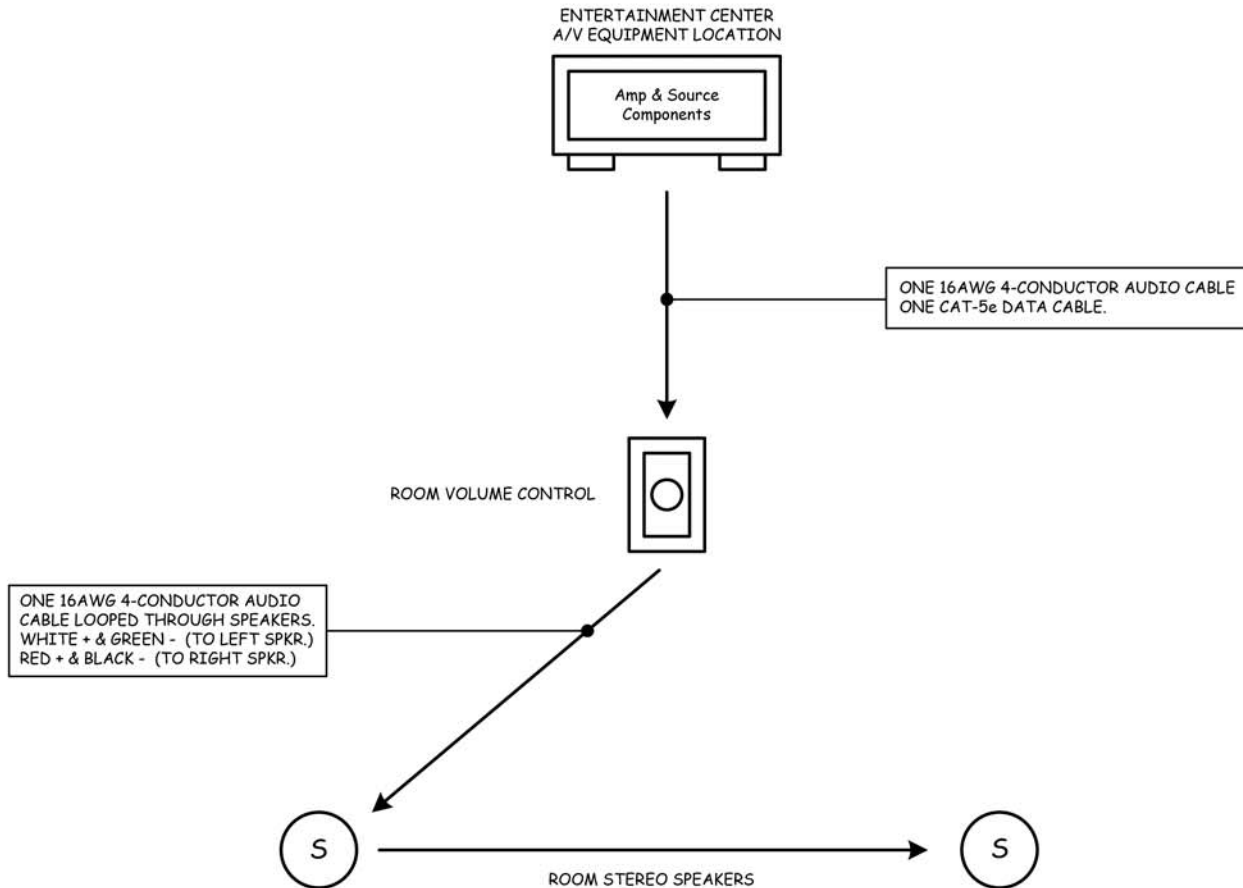 ENTERTAINMENT CENTER
A/V EQUIPMENT LOCATION
Amp & Source
Components
ONE 16AWG 4-CONDUCTOR AUDIO CABLE
ONE CAT-5e DATA CABLE.
ROOM VOLUME CONTROL
ONE 16AWG 4-CONDUCTOR AUDIO
CABLE LOOPED THROUGH SPEAKERS.
WHITE + & GREEN - (TO LEFT SPKR.)
RED + & BLACK - (TO RIGHT SPKR.)
S
S
ROOM STEREO SPEAKERS